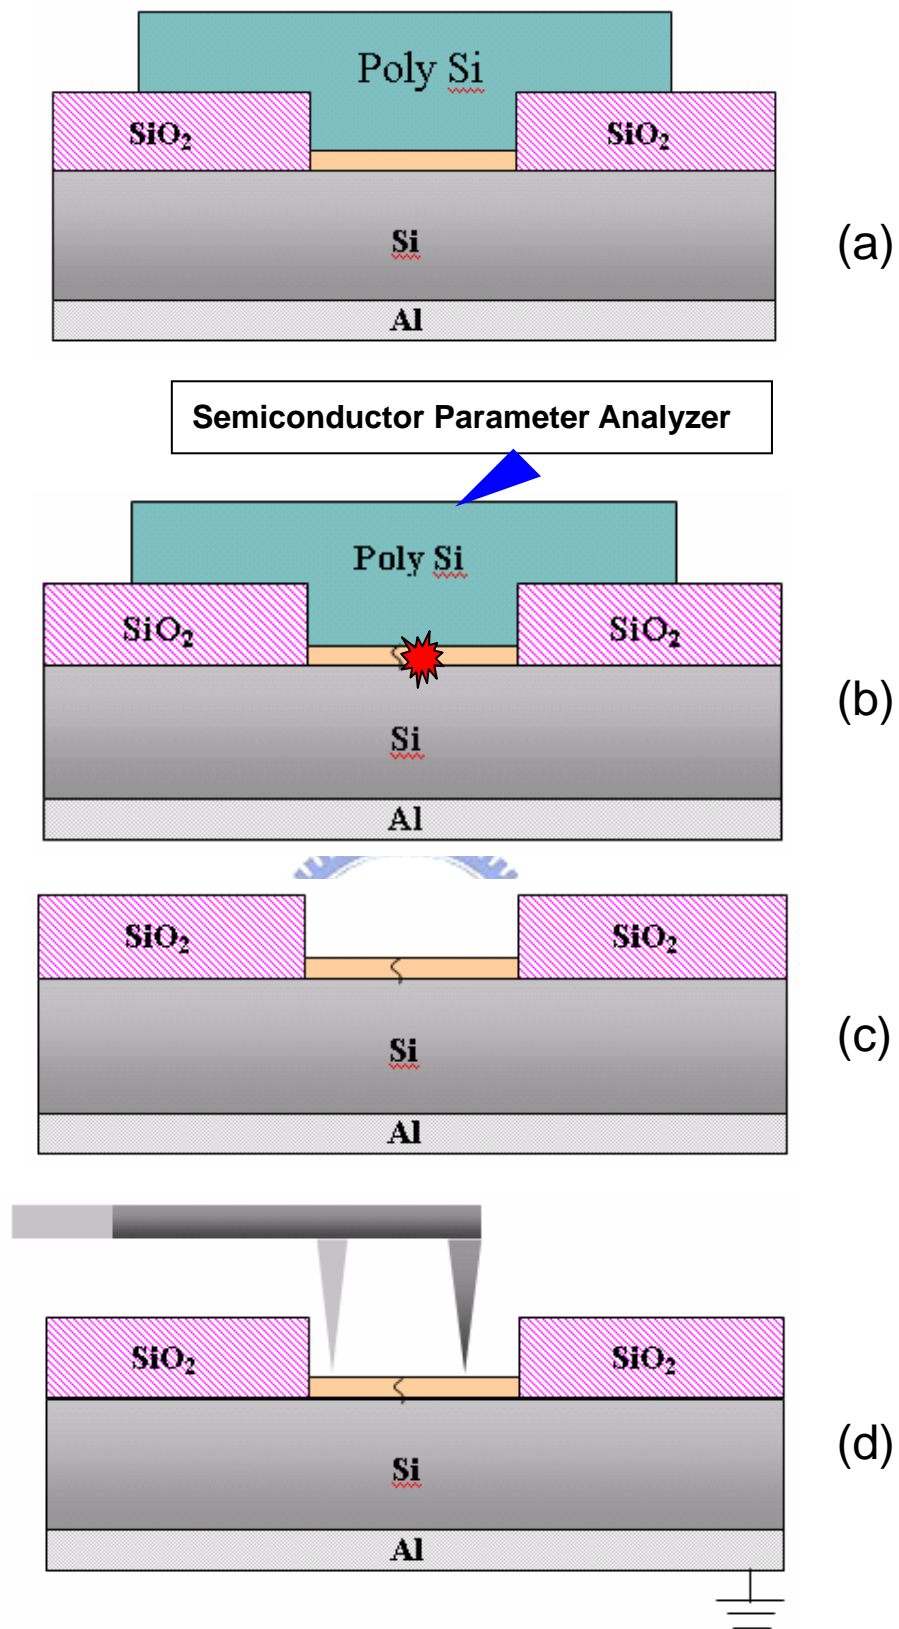 Poly Si
SiO₂ SiO₂
Si
(a)
Al
Semiconductor Parameter Analyzer
Poly Si
SiO₂ SiO₂
(b)
Si
Al
SiO₂ SiO₂
(c)
Si
Al
SiO₂ SiO₂
(d)
Si
Al